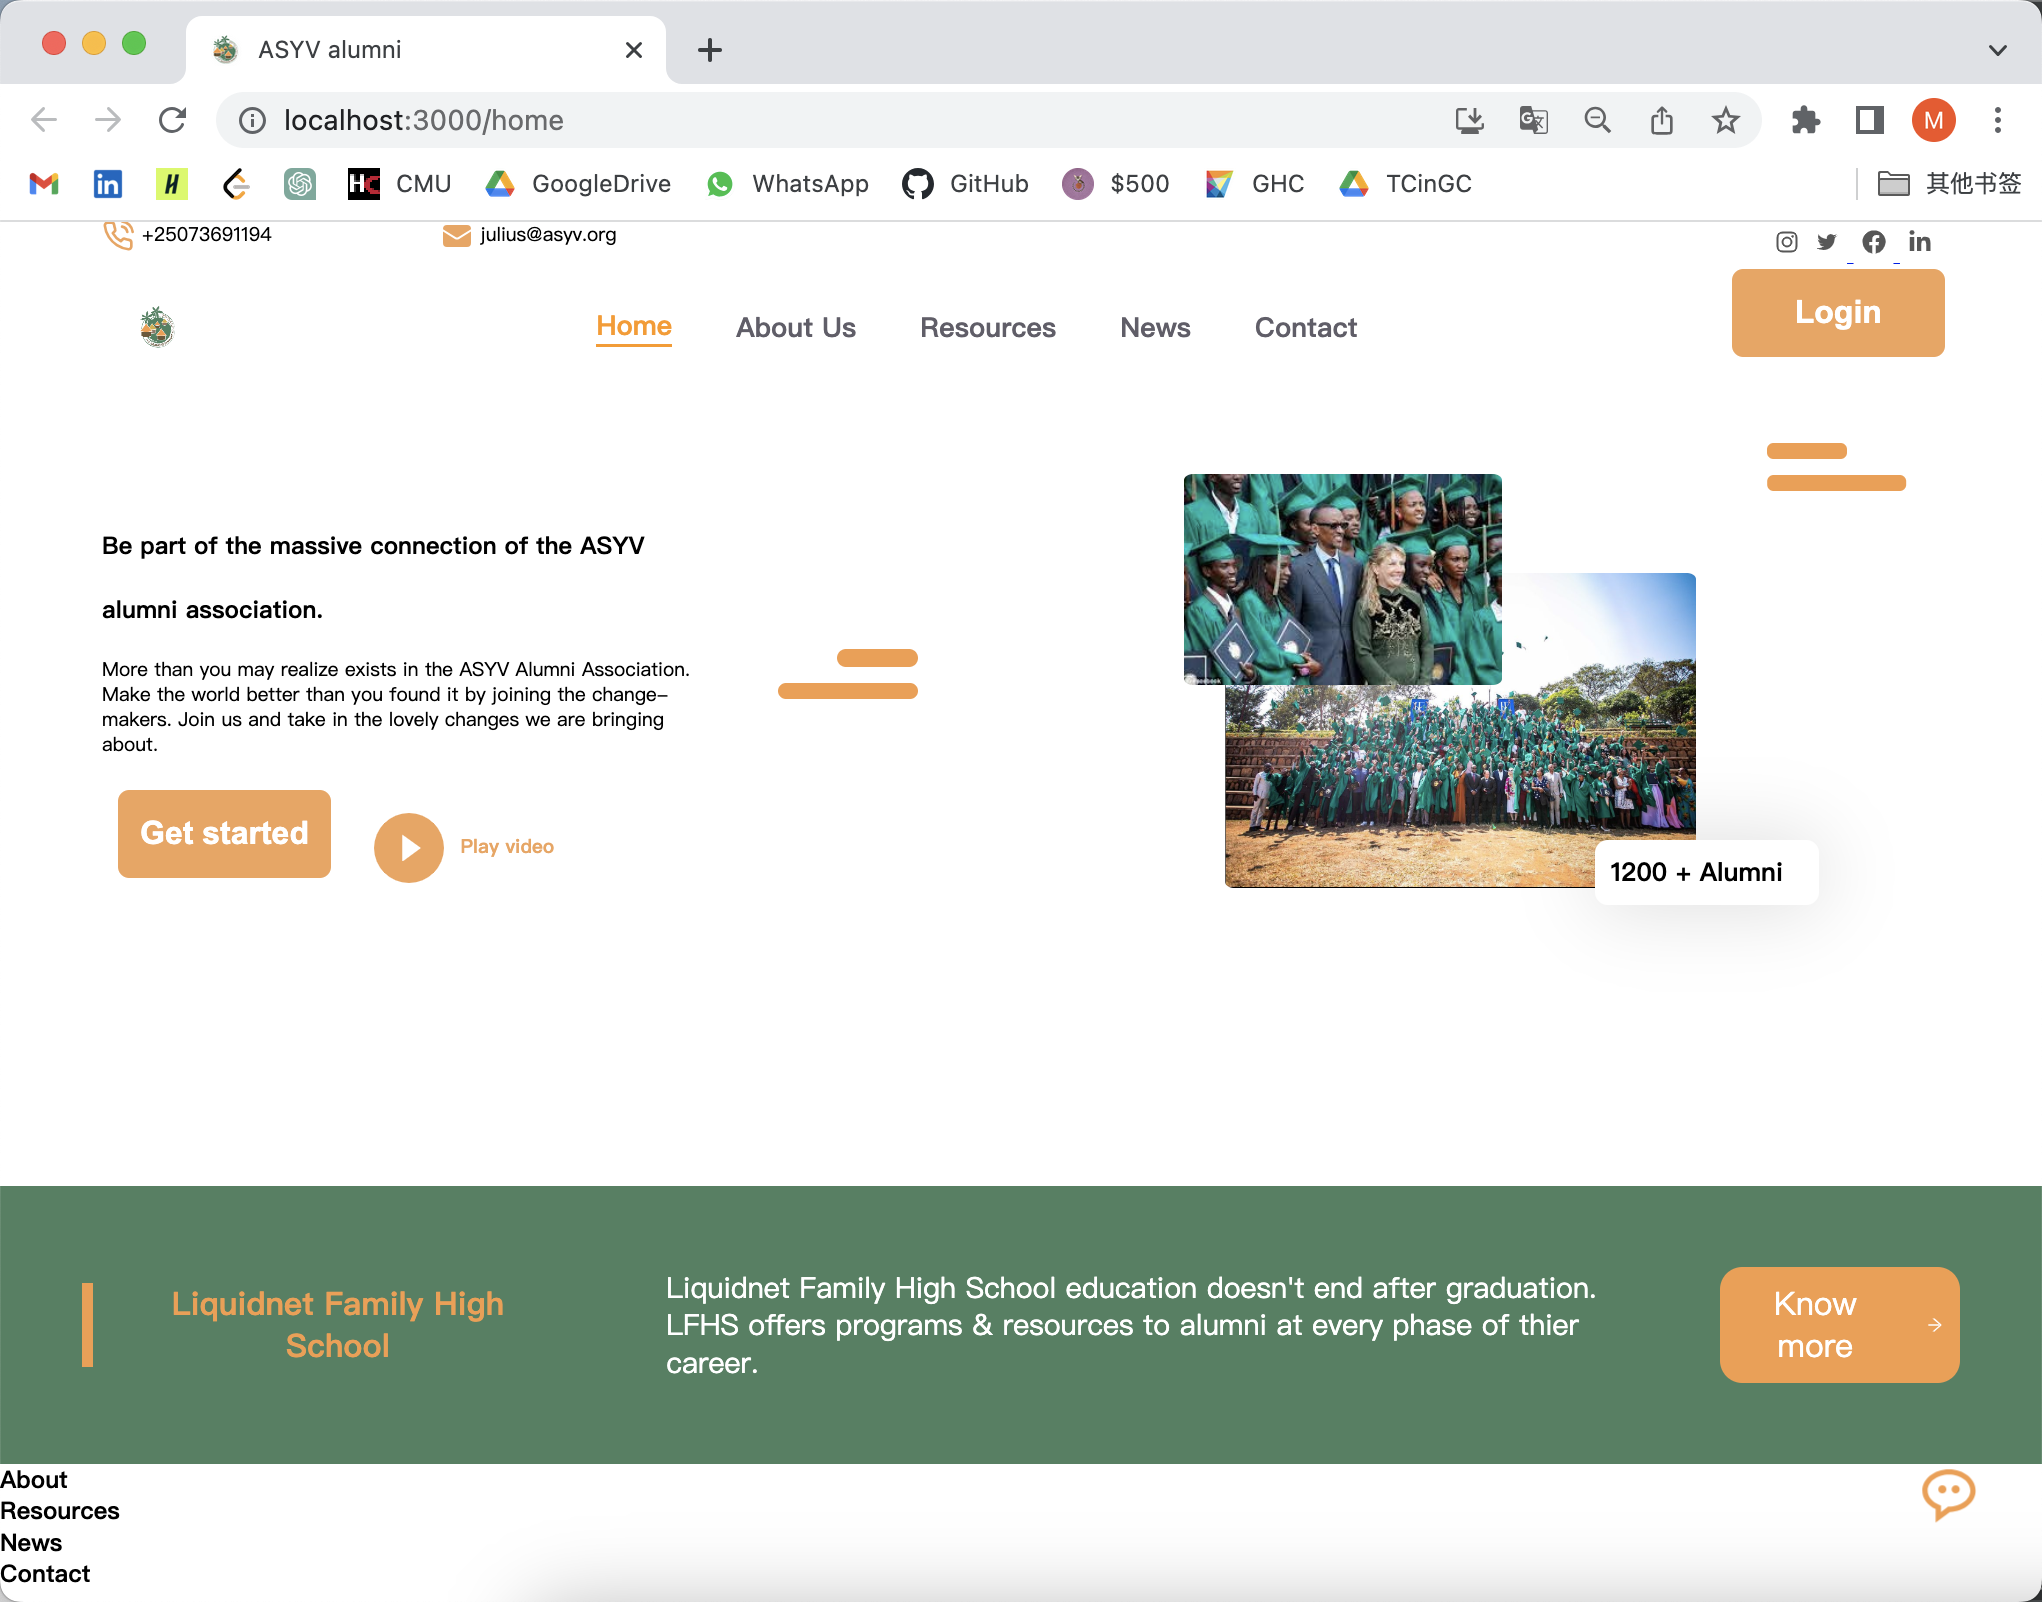 ASYV alumni
localhost:3000/home
M
H
HC CMU
GoogleDrive
WhatsApp
GitHub
$500
GHC
TCinGC
其他书签
+25073691194
julius@asyv.org
Home
About Us
Resources
News
Contact
Login
Be part of the massive connection of the ASYV
alumni association.
More than you may realize exists in the ASYV Alumni Association.
Make the world better than you found it by joining the change-
makers. Join us and take in the lovely changes we are bringing
about.
Get started
Play video
1200 + Alumni
Liquidnet Family High
School
Liquidnet Family High School education doesn't end after graduation.
LFHS offers programs & resources to alumni at every phase of thier
career.
Know
more
About
Resources
News
Contact